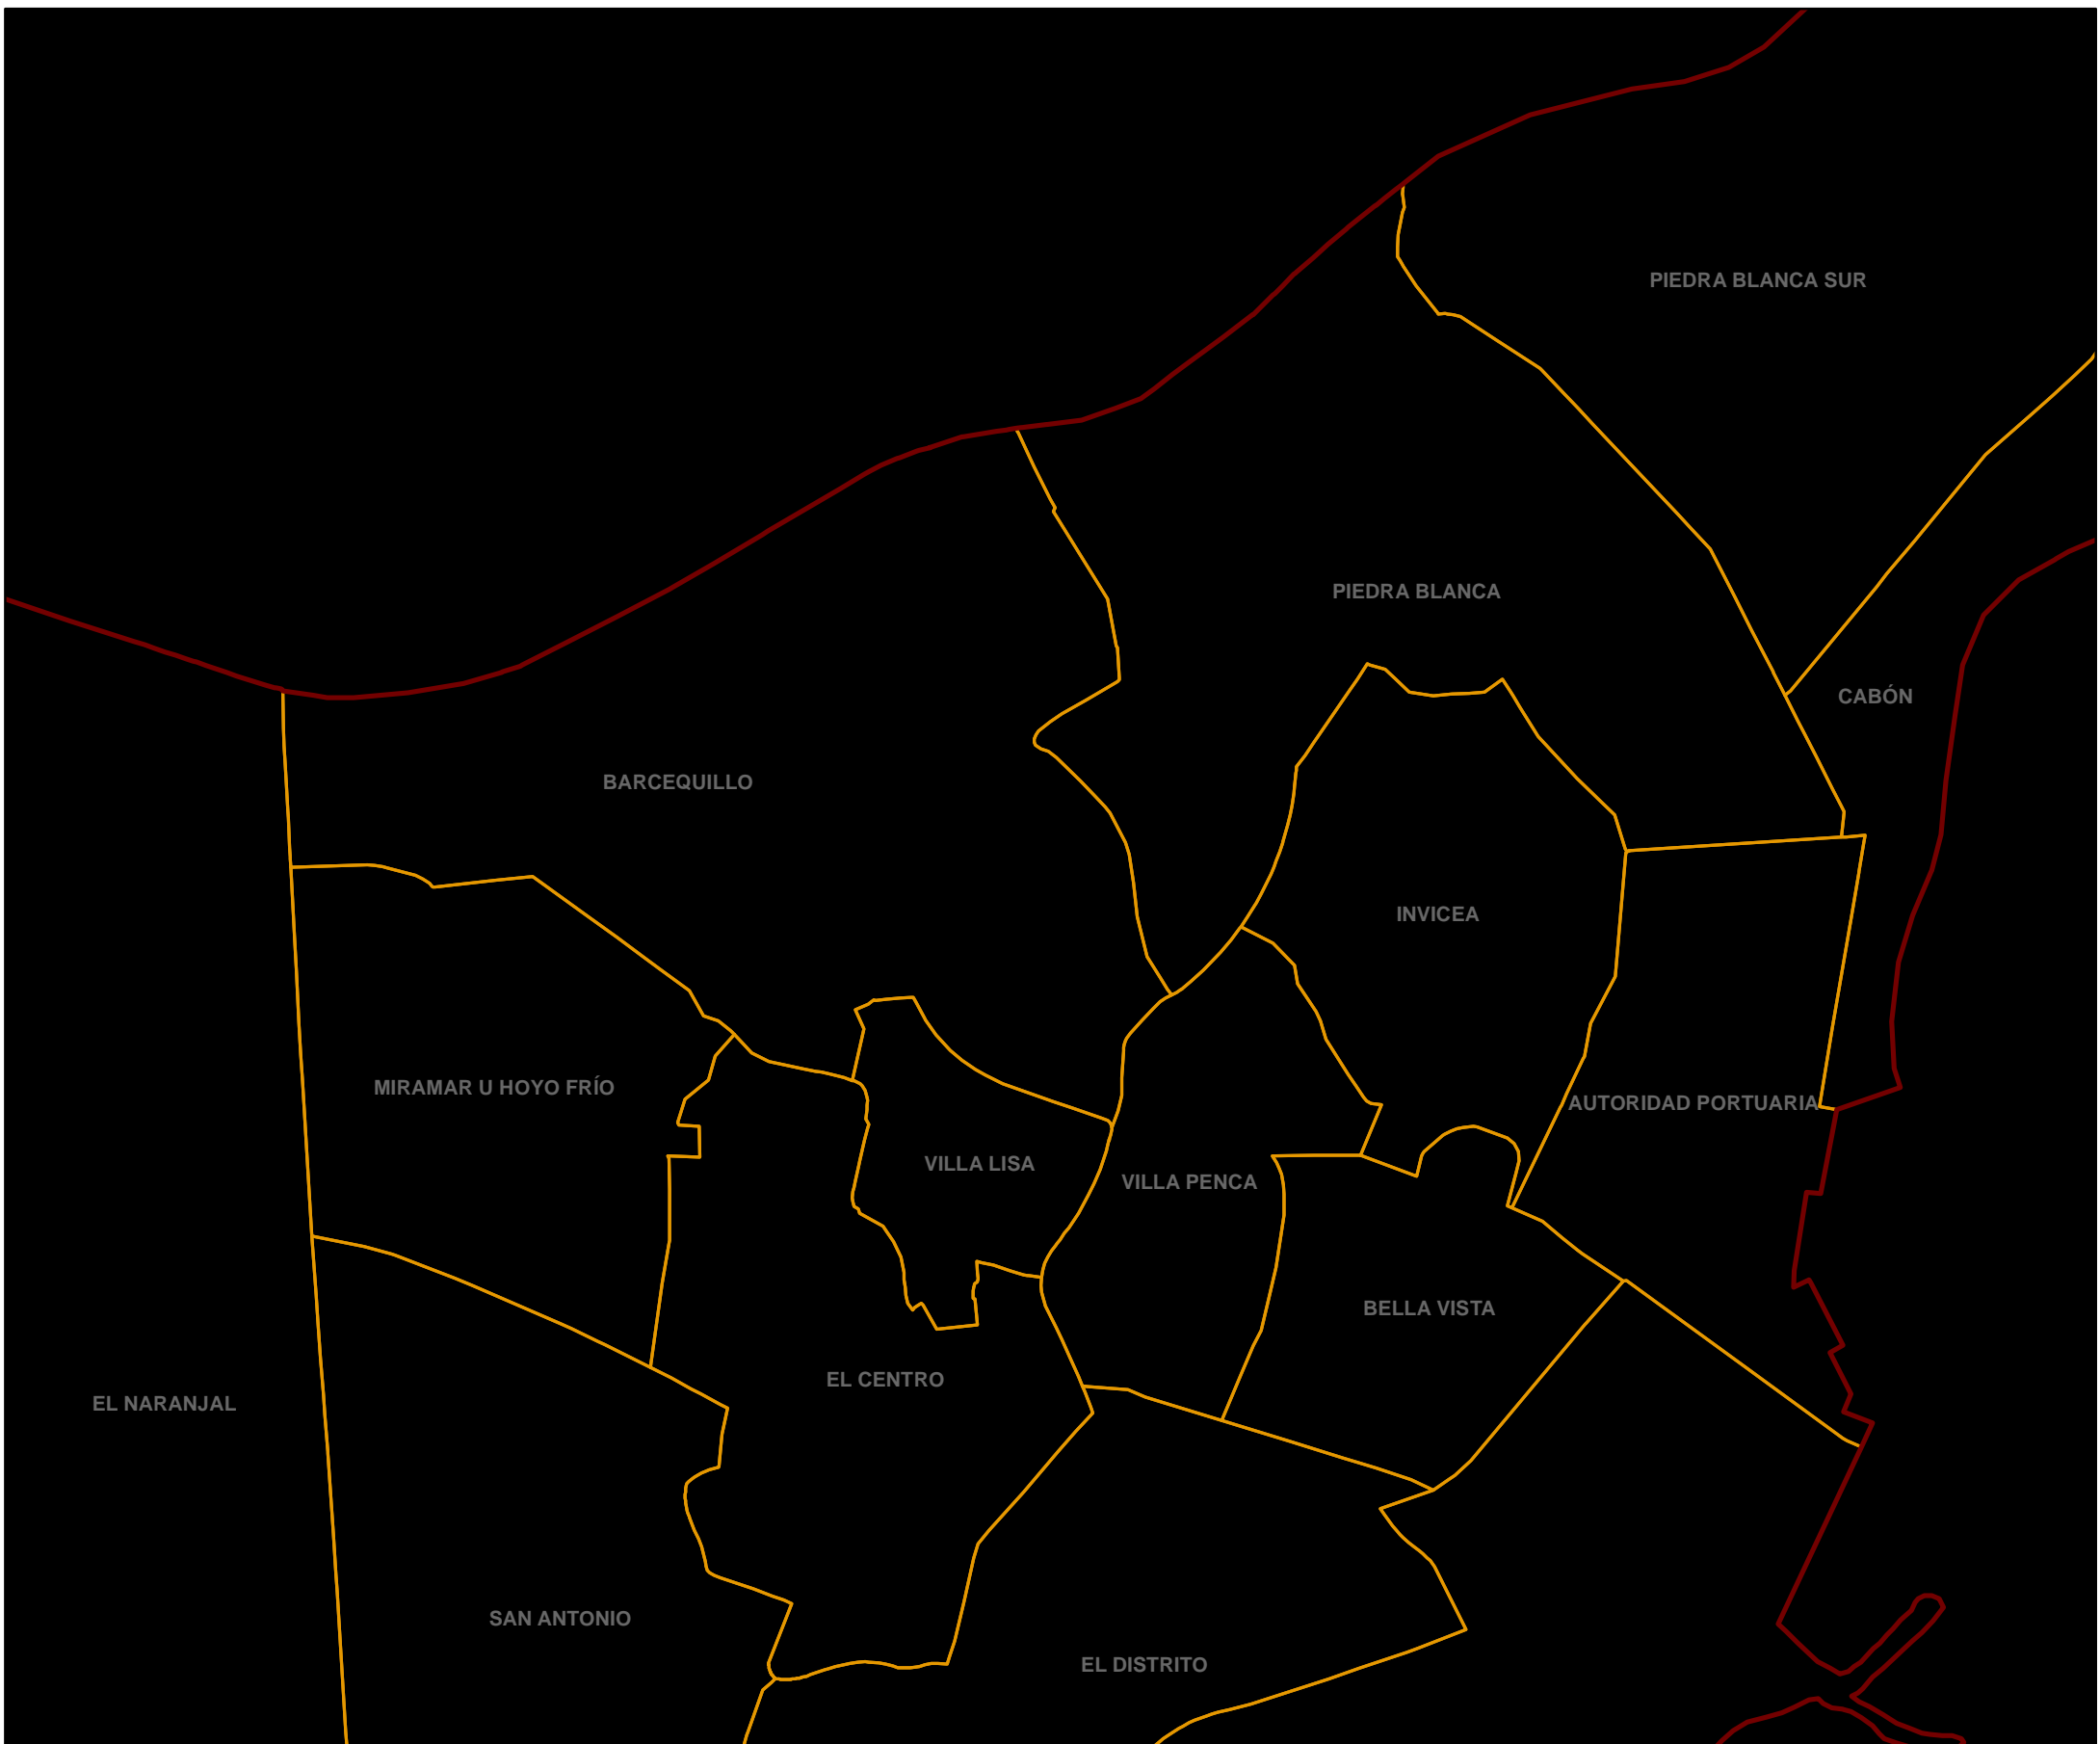 PIEDRA BLANCA SUR
PIEDRA BLANCA
CABÓN
BARCEQUILLO
INVICEA
MIRAMAR U HOYO FRÍO
AUTORIDAD PORTUARIA
VILLA LISA
VILLA PENCA
BELLA VISTA
EL CENTRO
EL NARANJAL
SAN ANTONIO
EL DISTRITO